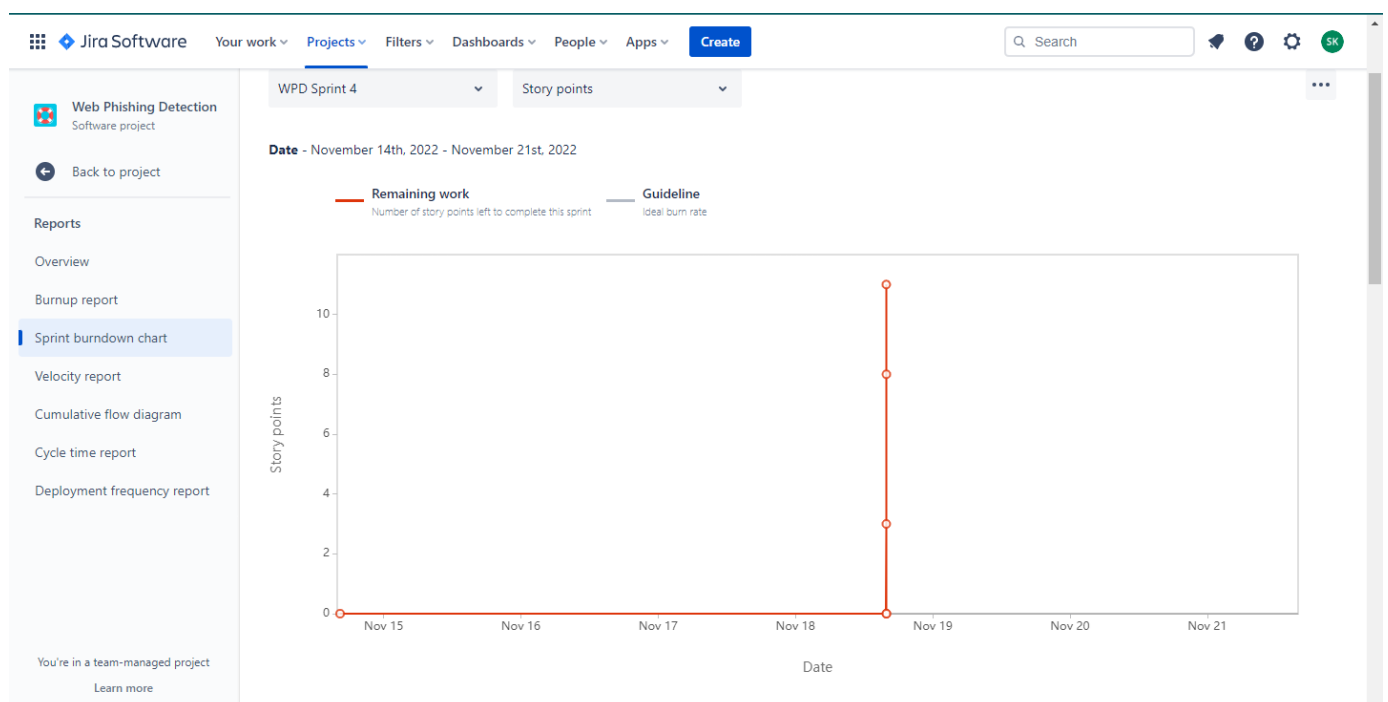 Jira Software Your work Projects Filters Dashboards People Apps Create Search SK
WPD Sprint 4 Story points
Web Phishing Detection
Software project
Back to project
Reports
Overview
Burnup report
Sprint burndown chart
Velocity report
Cumulative flow diagram
Cycle time report
Deployment frequency report
You're in a team-managed project
Learn more
Date - November 14th, 2022 - November 21st, 2022
Remaining work
Number of story points left to complete this sprint
Guideline
Ideal burn rate
Story points
10
8
6
4
2
0
Nov 15 Nov 16 Nov 17 Nov 18 Nov 19 Nov 20 Nov 21
Date